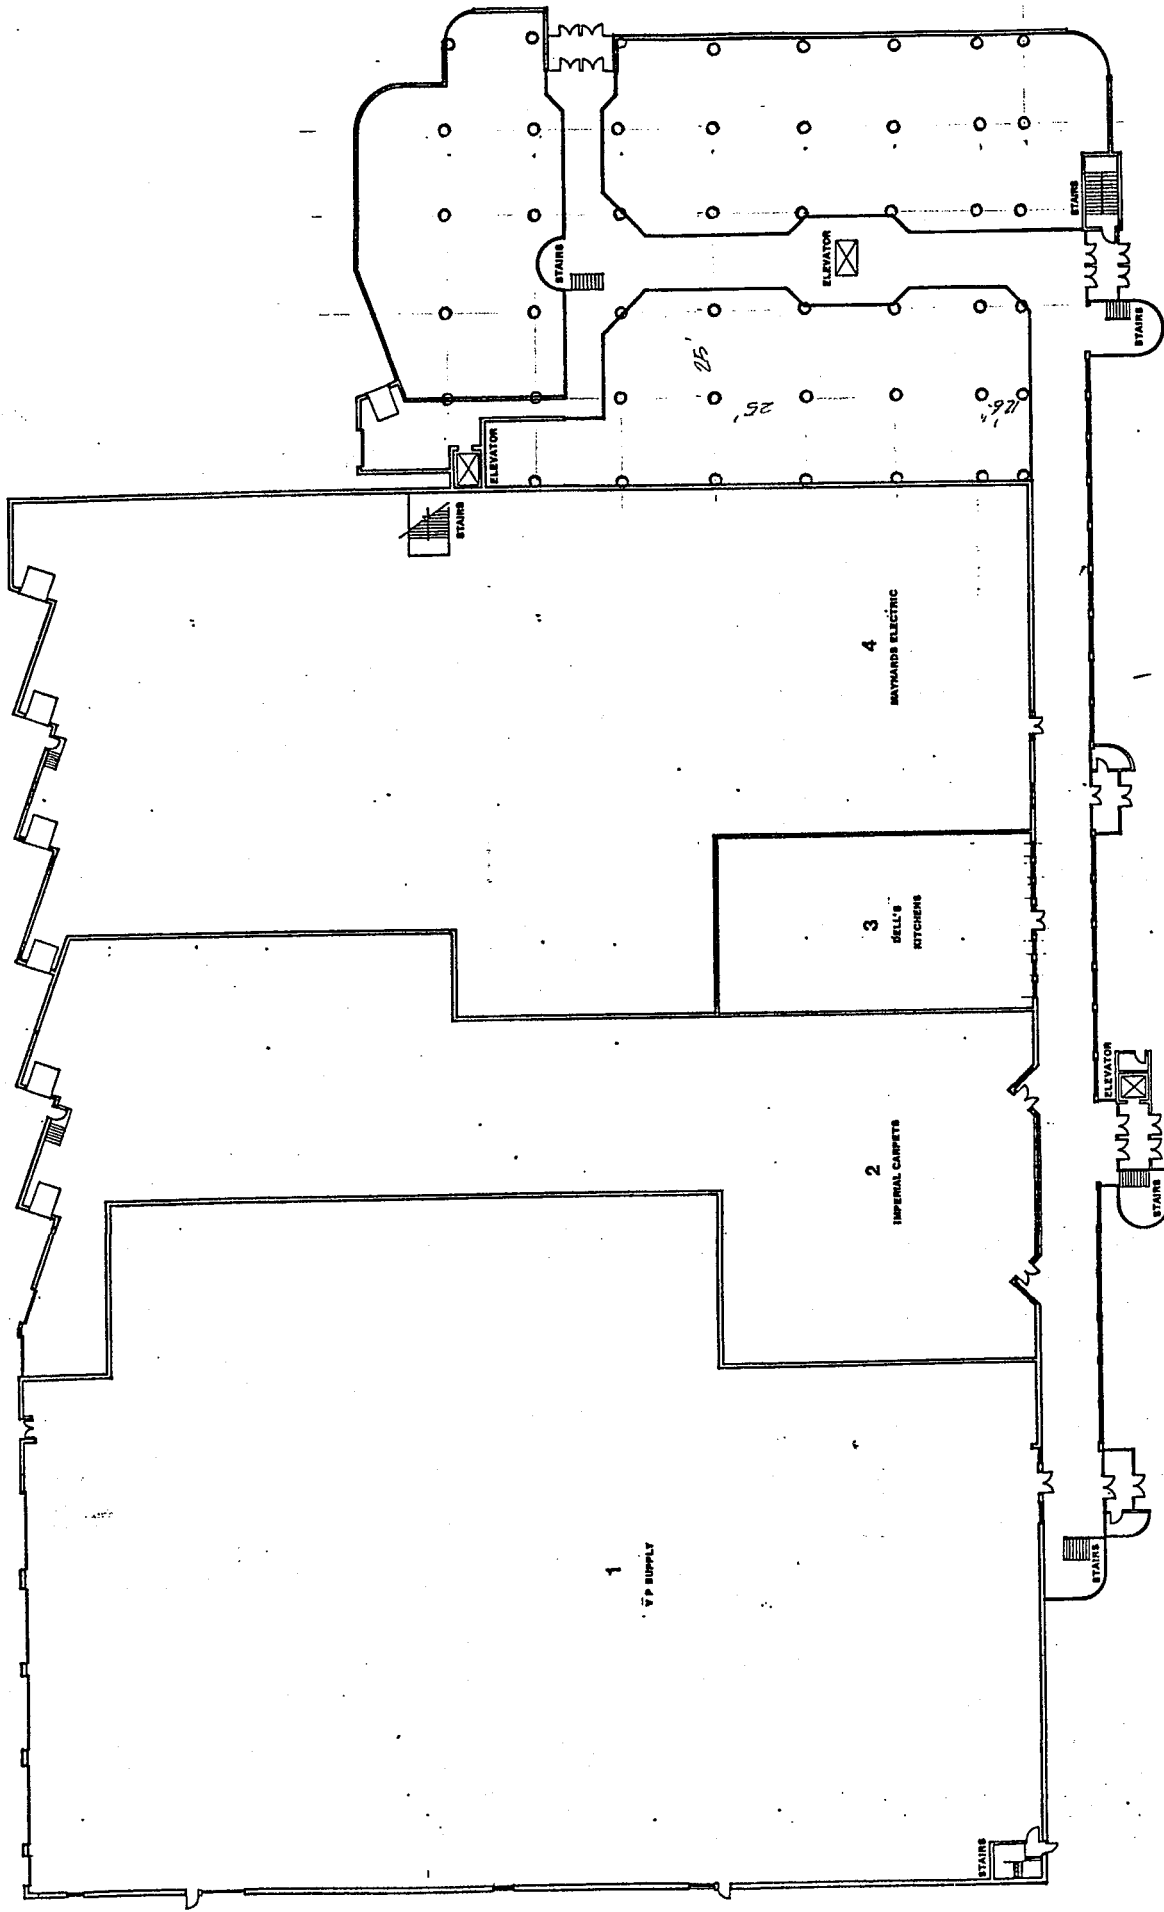 STAIRS
STAIRS
ELEVATOR
STAIRS
25'
25'
12'6"
ELEVATOR
STAIRS
4
MAYNARDS ELECTRIC
3
DELL'S
KITCHENS
ELEVATOR
2
IMPERIAL CARPETS
STAIRS
1
V P SUPPLY
STAIRS
STAIRS